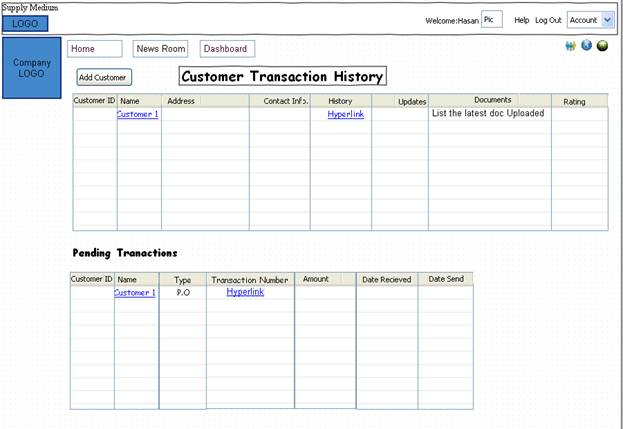 Supply Medium
LOGO
Welcome:Hasan Pic Help Log Out Account
Company
LOGO
Home News Room Dashboard
Add Customer
Customer Transaction History
Customer ID Name Address Contact Info. History Updates Documents Rating
Customer 1 Hyperlink List the latest doc Uploaded
Pending Tranactions
Customer ID Name Type Transaction Number Amount Date Recieved Date Send
Customer 1 P.O Hyperlink